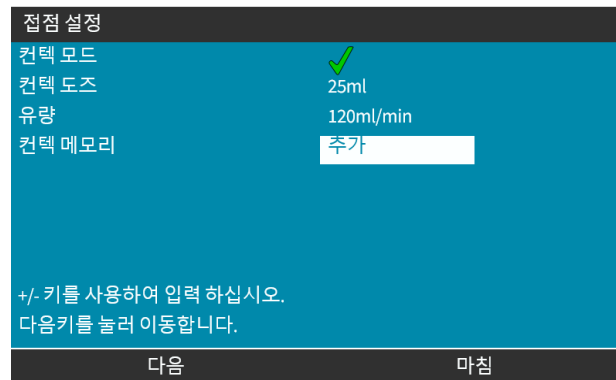 접점 설정
컨텍 모드
컨텍 도즈 25ml
유량 120ml/min
컨텍 메모리 추가
+/- 키를 사용하여 입력 하십시오.
다음키를 눌러 이동합니다.
다음 마침